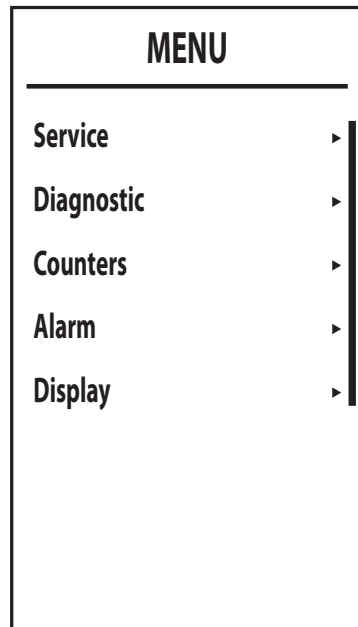 MENU
Service
Diagnostic
Counters
Alarm
Display